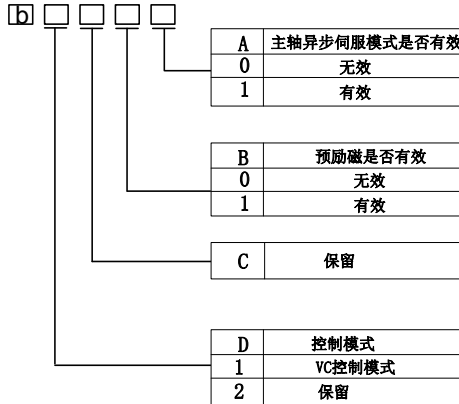 b
A 主轴异步伺服模式是否有效
0 无效
1 有效
B 预励磁是否有效
0 无效
1 有效
C 保留
D 控制模式
1 VC控制模式
2 保留